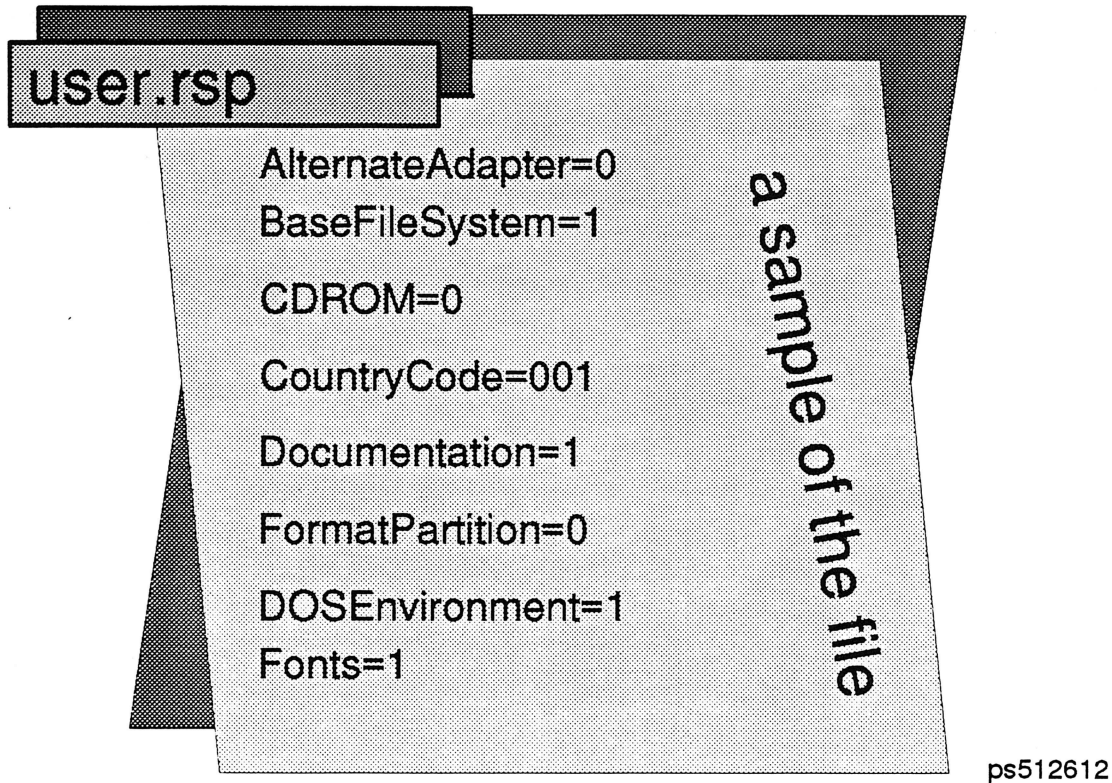 user.rsp
AlternateAdapter=0
BaseFileSystem=1
CDROM=0
CountryCode=001
Documentation=1
FormatPartition=0
DOSEnvironment=1
Fonts=1
a sample of the file
ps512612